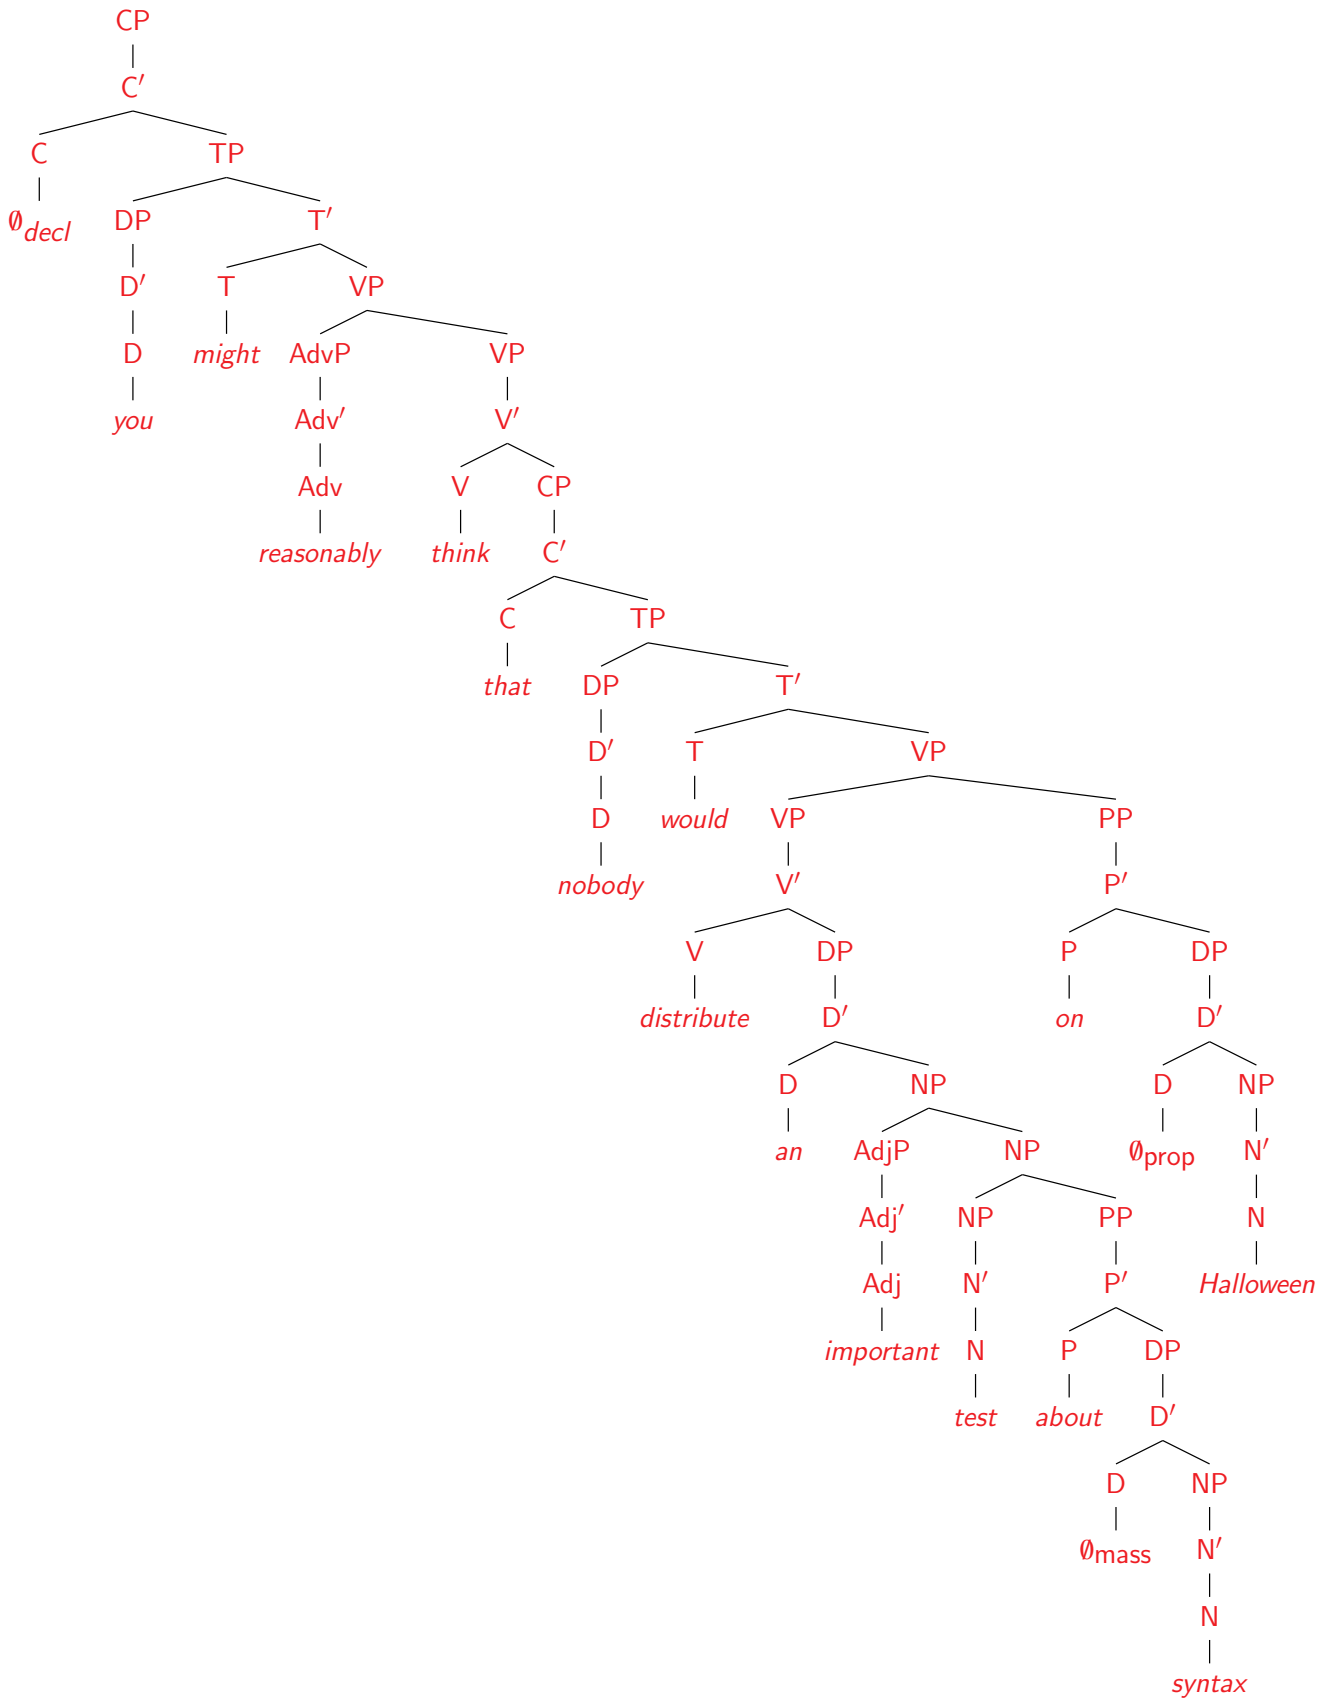 CP
C′
C TP
∅decl DP T′
D′ T VP
D might AdvP VP
you Adv′ V′
Adv V CP
reasonably think C′
C TP
that DP T′
D′ T VP
D would VP PP
nobody V′ P′
V DP P DP
distribute D′ on D′
D NP D NP
an AdjP NP ∅prop N′
Adj′ NP PP N
Adj N′ P′ Halloween
important N P DP
test about D′
D NP
∅mass N′
N
syntax